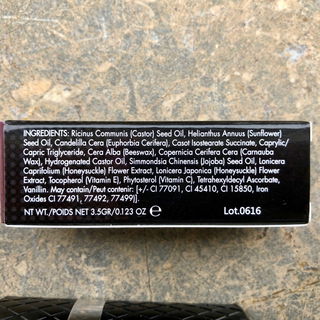 INGREDIENTS: Ricinus Communis (Castor) Seed Oil, Helianthus Annuus (Sunflower)
Seed Oil, Candelilla Cera (Euphorbia Cerifera), Casot Isostearate Succinate, Caprylic/
Capric Triglyceride, Cera Alba (Beeswax), Copernicia Cerifera Cera (Carnauba
Wax), Hydrogenated Castor Oil, Simmondsia Chinensis (Jojoba) Seed Oil, Lonicera
Caprifolium (Honeysuckle) Flower Extract, Lonicera Japonica (Honeysuckle) Flower
Extract, Tocopherol (Vitamin E), Phytosterol (Vitamin C), Tetrahexyldecyl Ascorbate,
Vanillin. May contain/Peut contenir: [+/- CI 77091, CI 45410, CI 15850, Iron
Oxides CI 77491, 77492, 77499)].
NT WT./POIDS NET 3.5GR/0.123 OZ ℮ Lot.0616